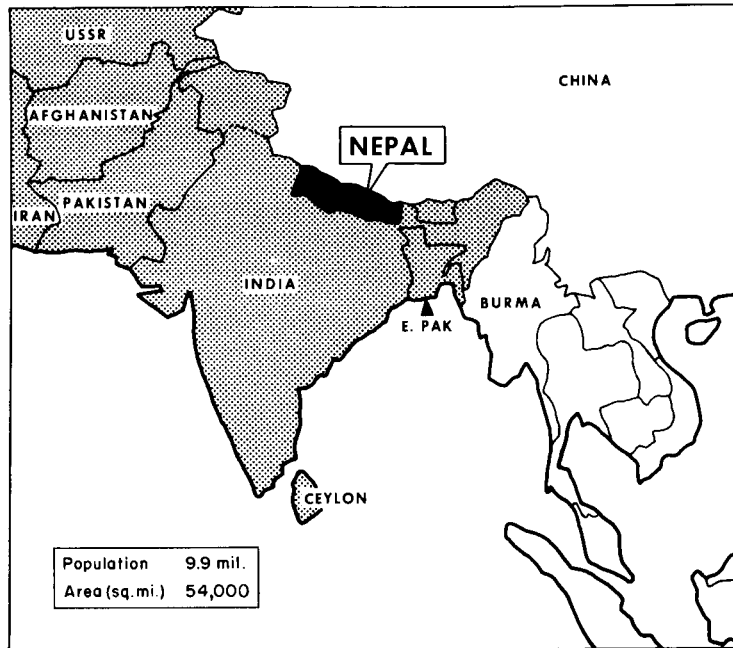 USSR
CHINA
AFGHANISTAN
NEPAL
PAKISTAN
IRAN
INDIA
BURMA
E. PAK
CEYLON
Population 9.9 mil.
Area (sq. mi.) 54,000